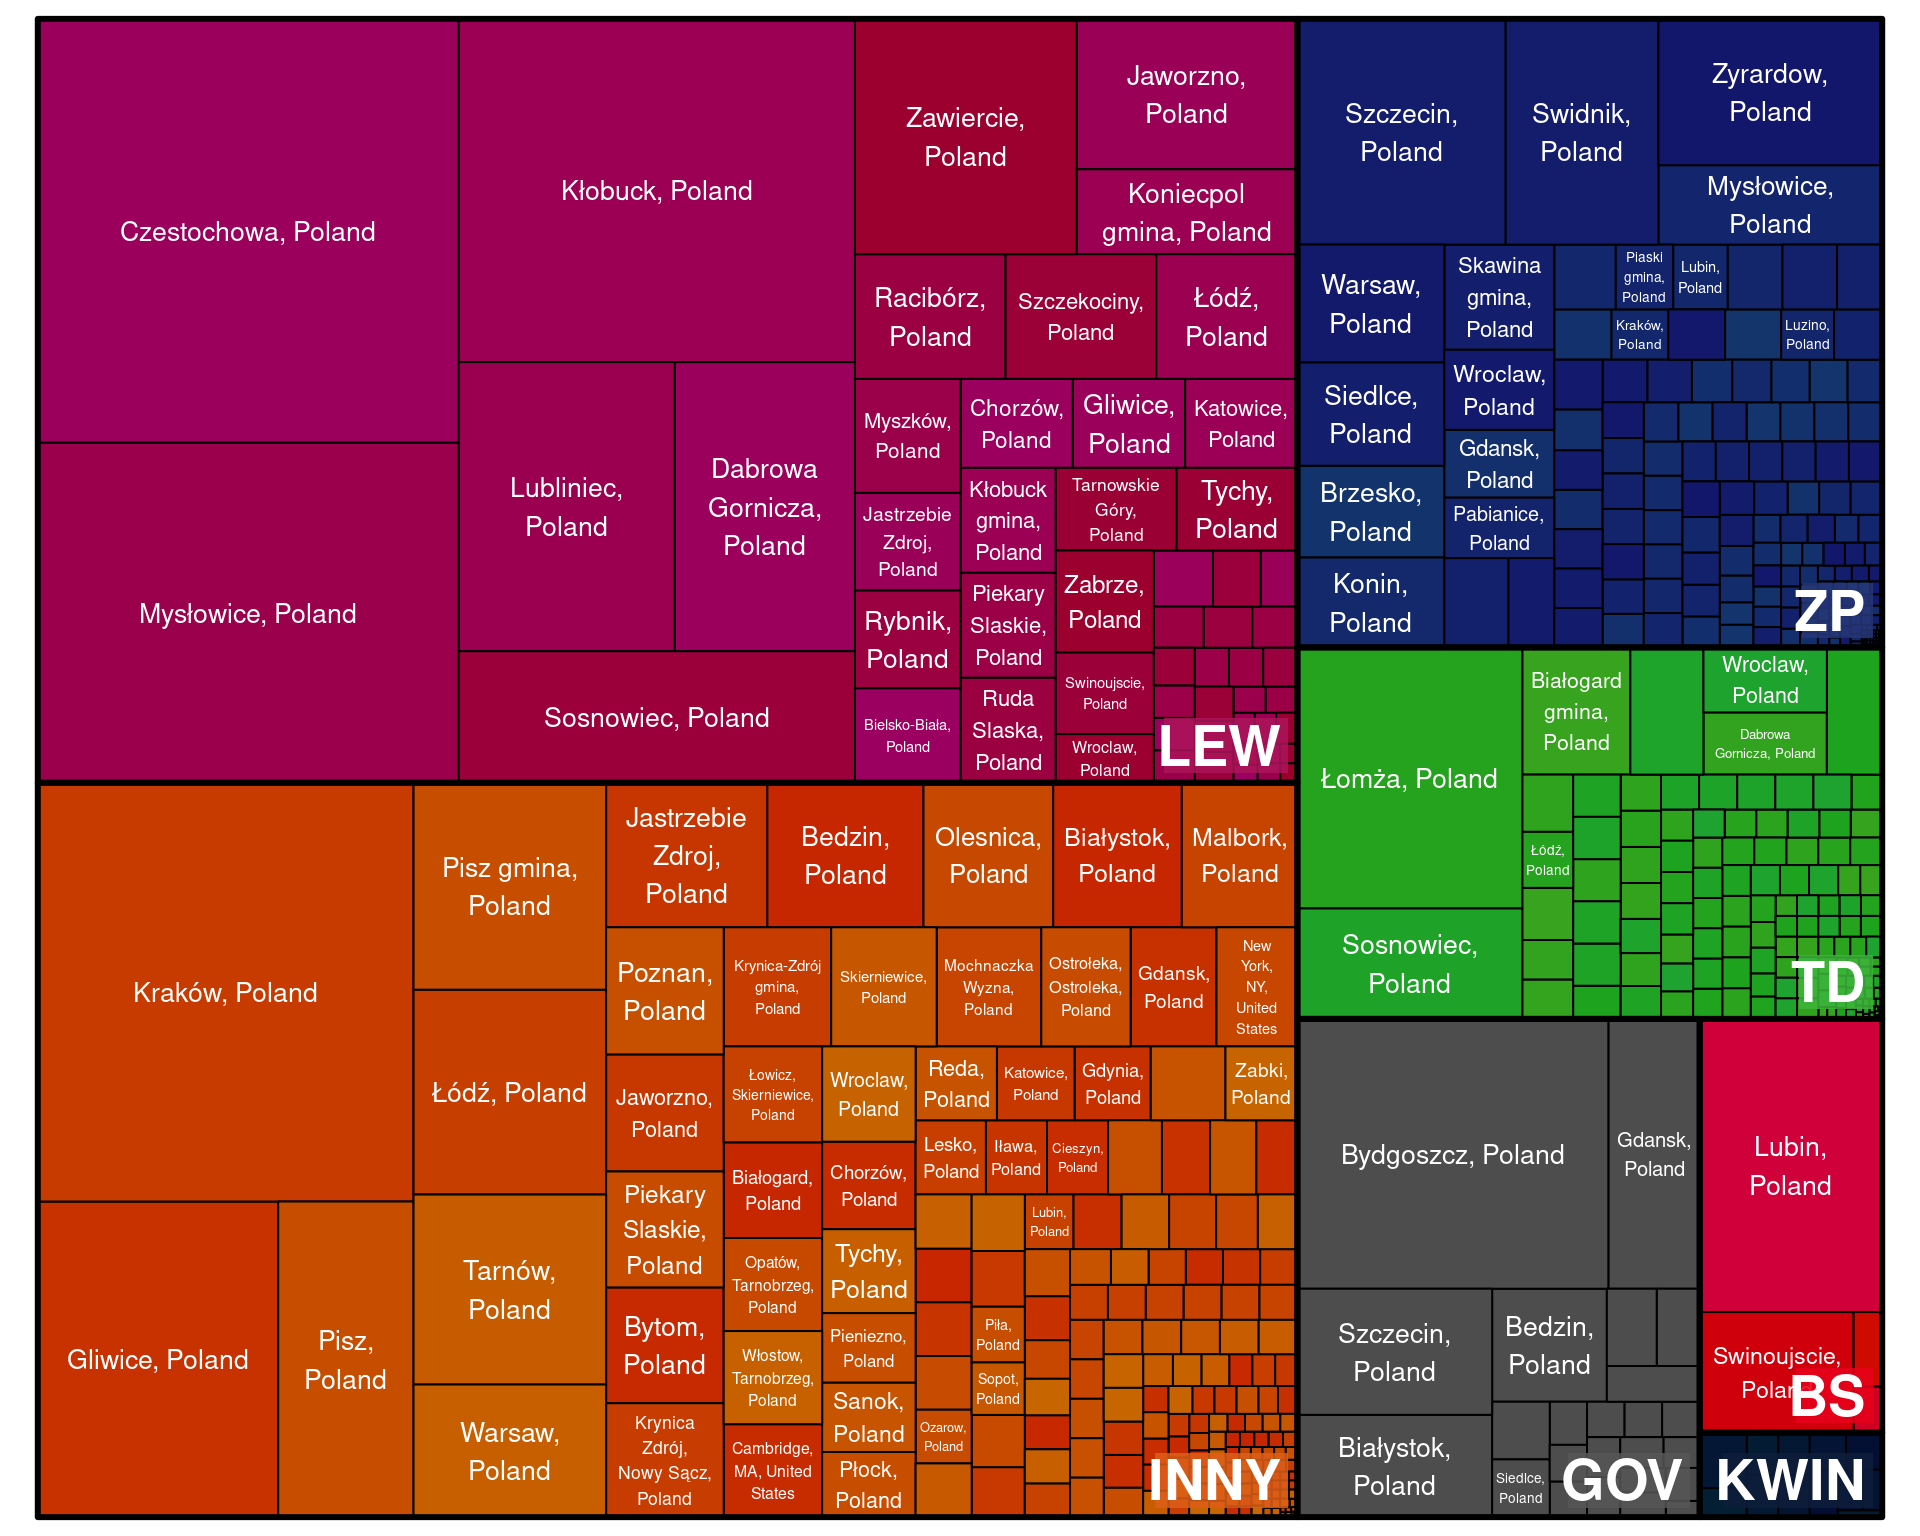 Czestochowa, Poland
Mysłowice, Poland
Kłobuck, Poland
Lubliniec,
Poland
Dabrowa
Gornicza,
Poland
Sosnowiec, Poland
Zawiercie,
Poland
Jaworzno,
Poland
Koniecpol
gmina, Poland
Racibórz,
Poland
Szczekociny,
Poland
Łódź,
Poland
Myszków,
Poland
Chorzów,
Poland
Gliwice,
Poland
Katowice,
Poland
Jastrzebie
Zdroj,
Poland
Kłobuck
gmina,
Poland
Tarnowskie
Góry,
Poland
Tychy,
Poland
Rybnik,
Poland
Piekary
Slaskie,
Poland
Zabrze,
Poland
Bielsko-Biała,
Poland
Ruda
Slaska,
Poland
Swinoujscie,
Poland
Wroclaw,
Poland
LEW
Szczecin,
Poland
Swidnik,
Poland
Zyrardow,
Poland
Mysłowice,
Poland
Warsaw,
Poland
Skawina
gmina,
Poland
Piaski
gmina,
Poland
Lubin,
Poland
Kraków,
Poland
Luzino,
Poland
Siedlce,
Poland
Wroclaw,
Poland
Gdansk,
Poland
Brzesko,
Poland
Pabianice,
Poland
Konin,
Poland
ZP
Łomża, Poland
Białogard
gmina,
Poland
Wroclaw,
Poland
Dabrowa
Gornicza, Poland
Łódź,
Poland
Sosnowiec,
Poland
TD
Kraków, Poland
Gliwice, Poland
Pisz,
Poland
Pisz gmina,
Poland
Łódź, Poland
Tarnów,
Poland
Warsaw,
Poland
Jastrzebie
Zdroj,
Poland
Bedzin,
Poland
Olesnica,
Poland
Białystok,
Poland
Malbork,
Poland
Poznan,
Poland
Krynica-Zdrój
gmina,
Poland
Skierniewice,
Poland
Mochnaczka
Wyzna,
Poland
Ostrołeka,
Ostroleka,
Poland
Gdansk,
Poland
New
York,
NY,
United
States
Jaworzno,
Poland
Łowicz,
Skierniewice,
Poland
Wroclaw,
Poland
Reda,
Poland
Katowice,
Poland
Gdynia,
Poland
Zabki,
Poland
Lesko,
Poland
Iława,
Poland
Cieszyn,
Poland
Piekary
Slaskie,
Poland
Białogard,
Poland
Chorzów,
Poland
Lubin,
Poland
Opatów,
Tarnobrzeg,
Poland
Tychy,
Poland
Bytom,
Poland
Włostow,
Tarnobrzeg,
Poland
Pieniezno,
Poland
Piła,
Poland
Sopot,
Poland
Krynica
Zdrój,
Nowy Sącz,
Poland
Cambridge,
MA, United
States
Sanok,
Poland
Ozarow,
Poland
Płock,
Poland
INNY
Bydgoszcz, Poland
Gdansk,
Poland
Szczecin,
Poland
Bedzin,
Poland
Białystok,
Poland
Siedlce,
Poland
GOV
Lubin,
Poland
Swinoujscie,
Poland
BS
KWIN